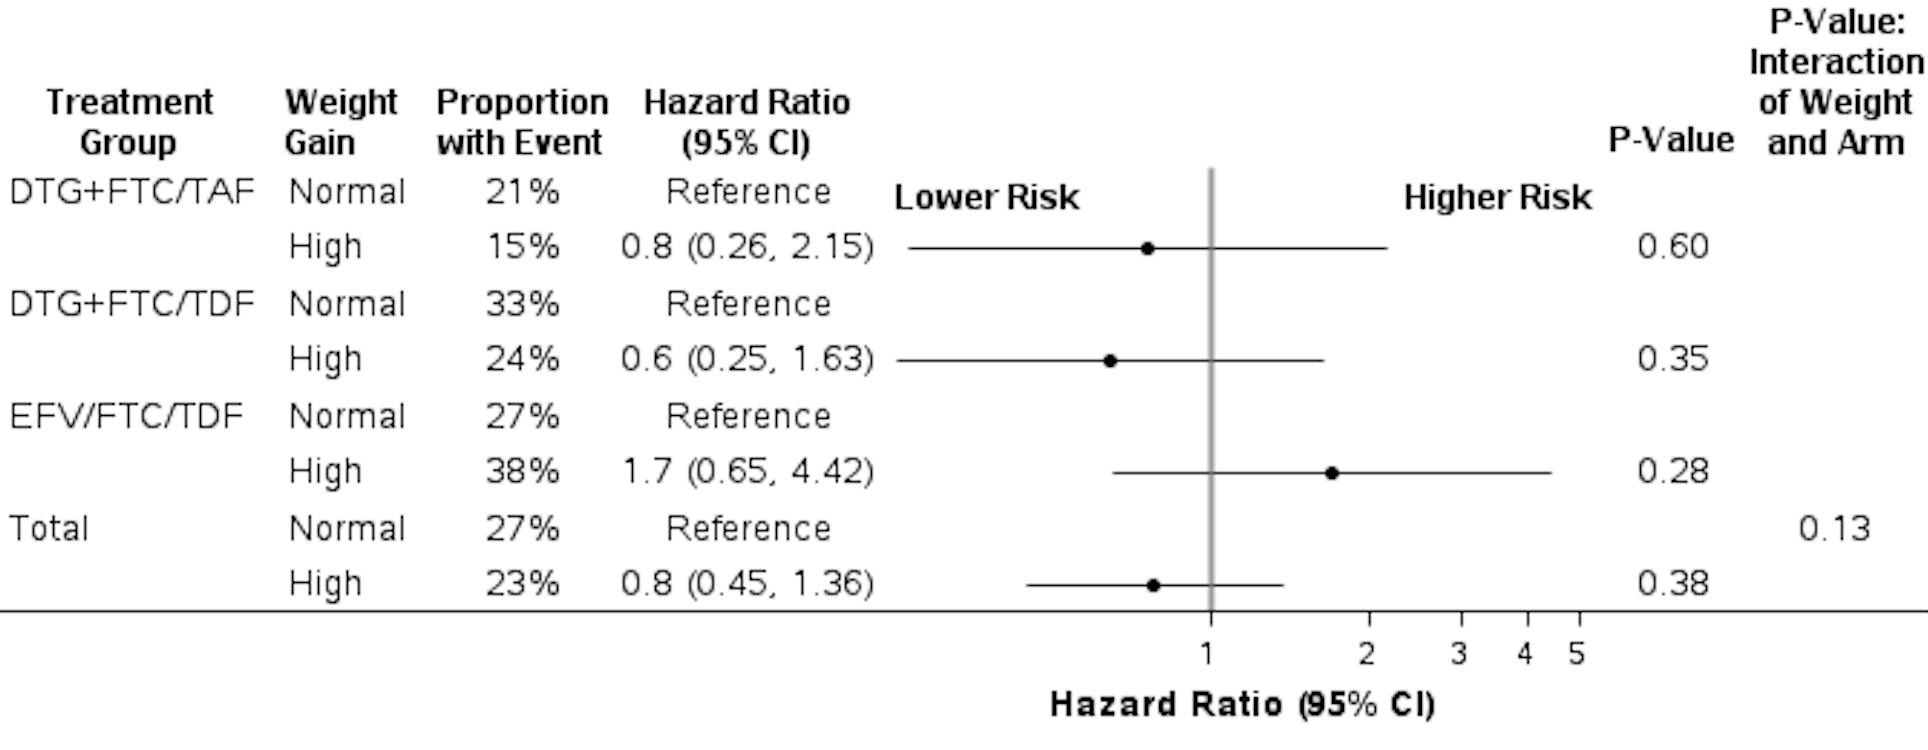 P-Value:
Interaction
Treatment Weight Proportion Hazard Ratio of Weight
Group Gain with Event (95% CI) P-Value and Arm
DTG+FTC/TAF Normal 21% Reference Lower Risk Higher Risk
High 15% 0.8 (0.26, 2.15) 0.60
DTG+FTC/TDF Normal 33% Reference
High 24% 0.6 (0.25, 1.63) 0.35
EFV//FTC/TDF Normal 27% Reference
High 38% 1.7 (0.65, 4.42) 0.28
Total Normal 27% Reference 0.13
High 23% 0.8 (0.45, 1.36) 0.38
1 2 3 4 5
Hazard Ratio (95% CI)